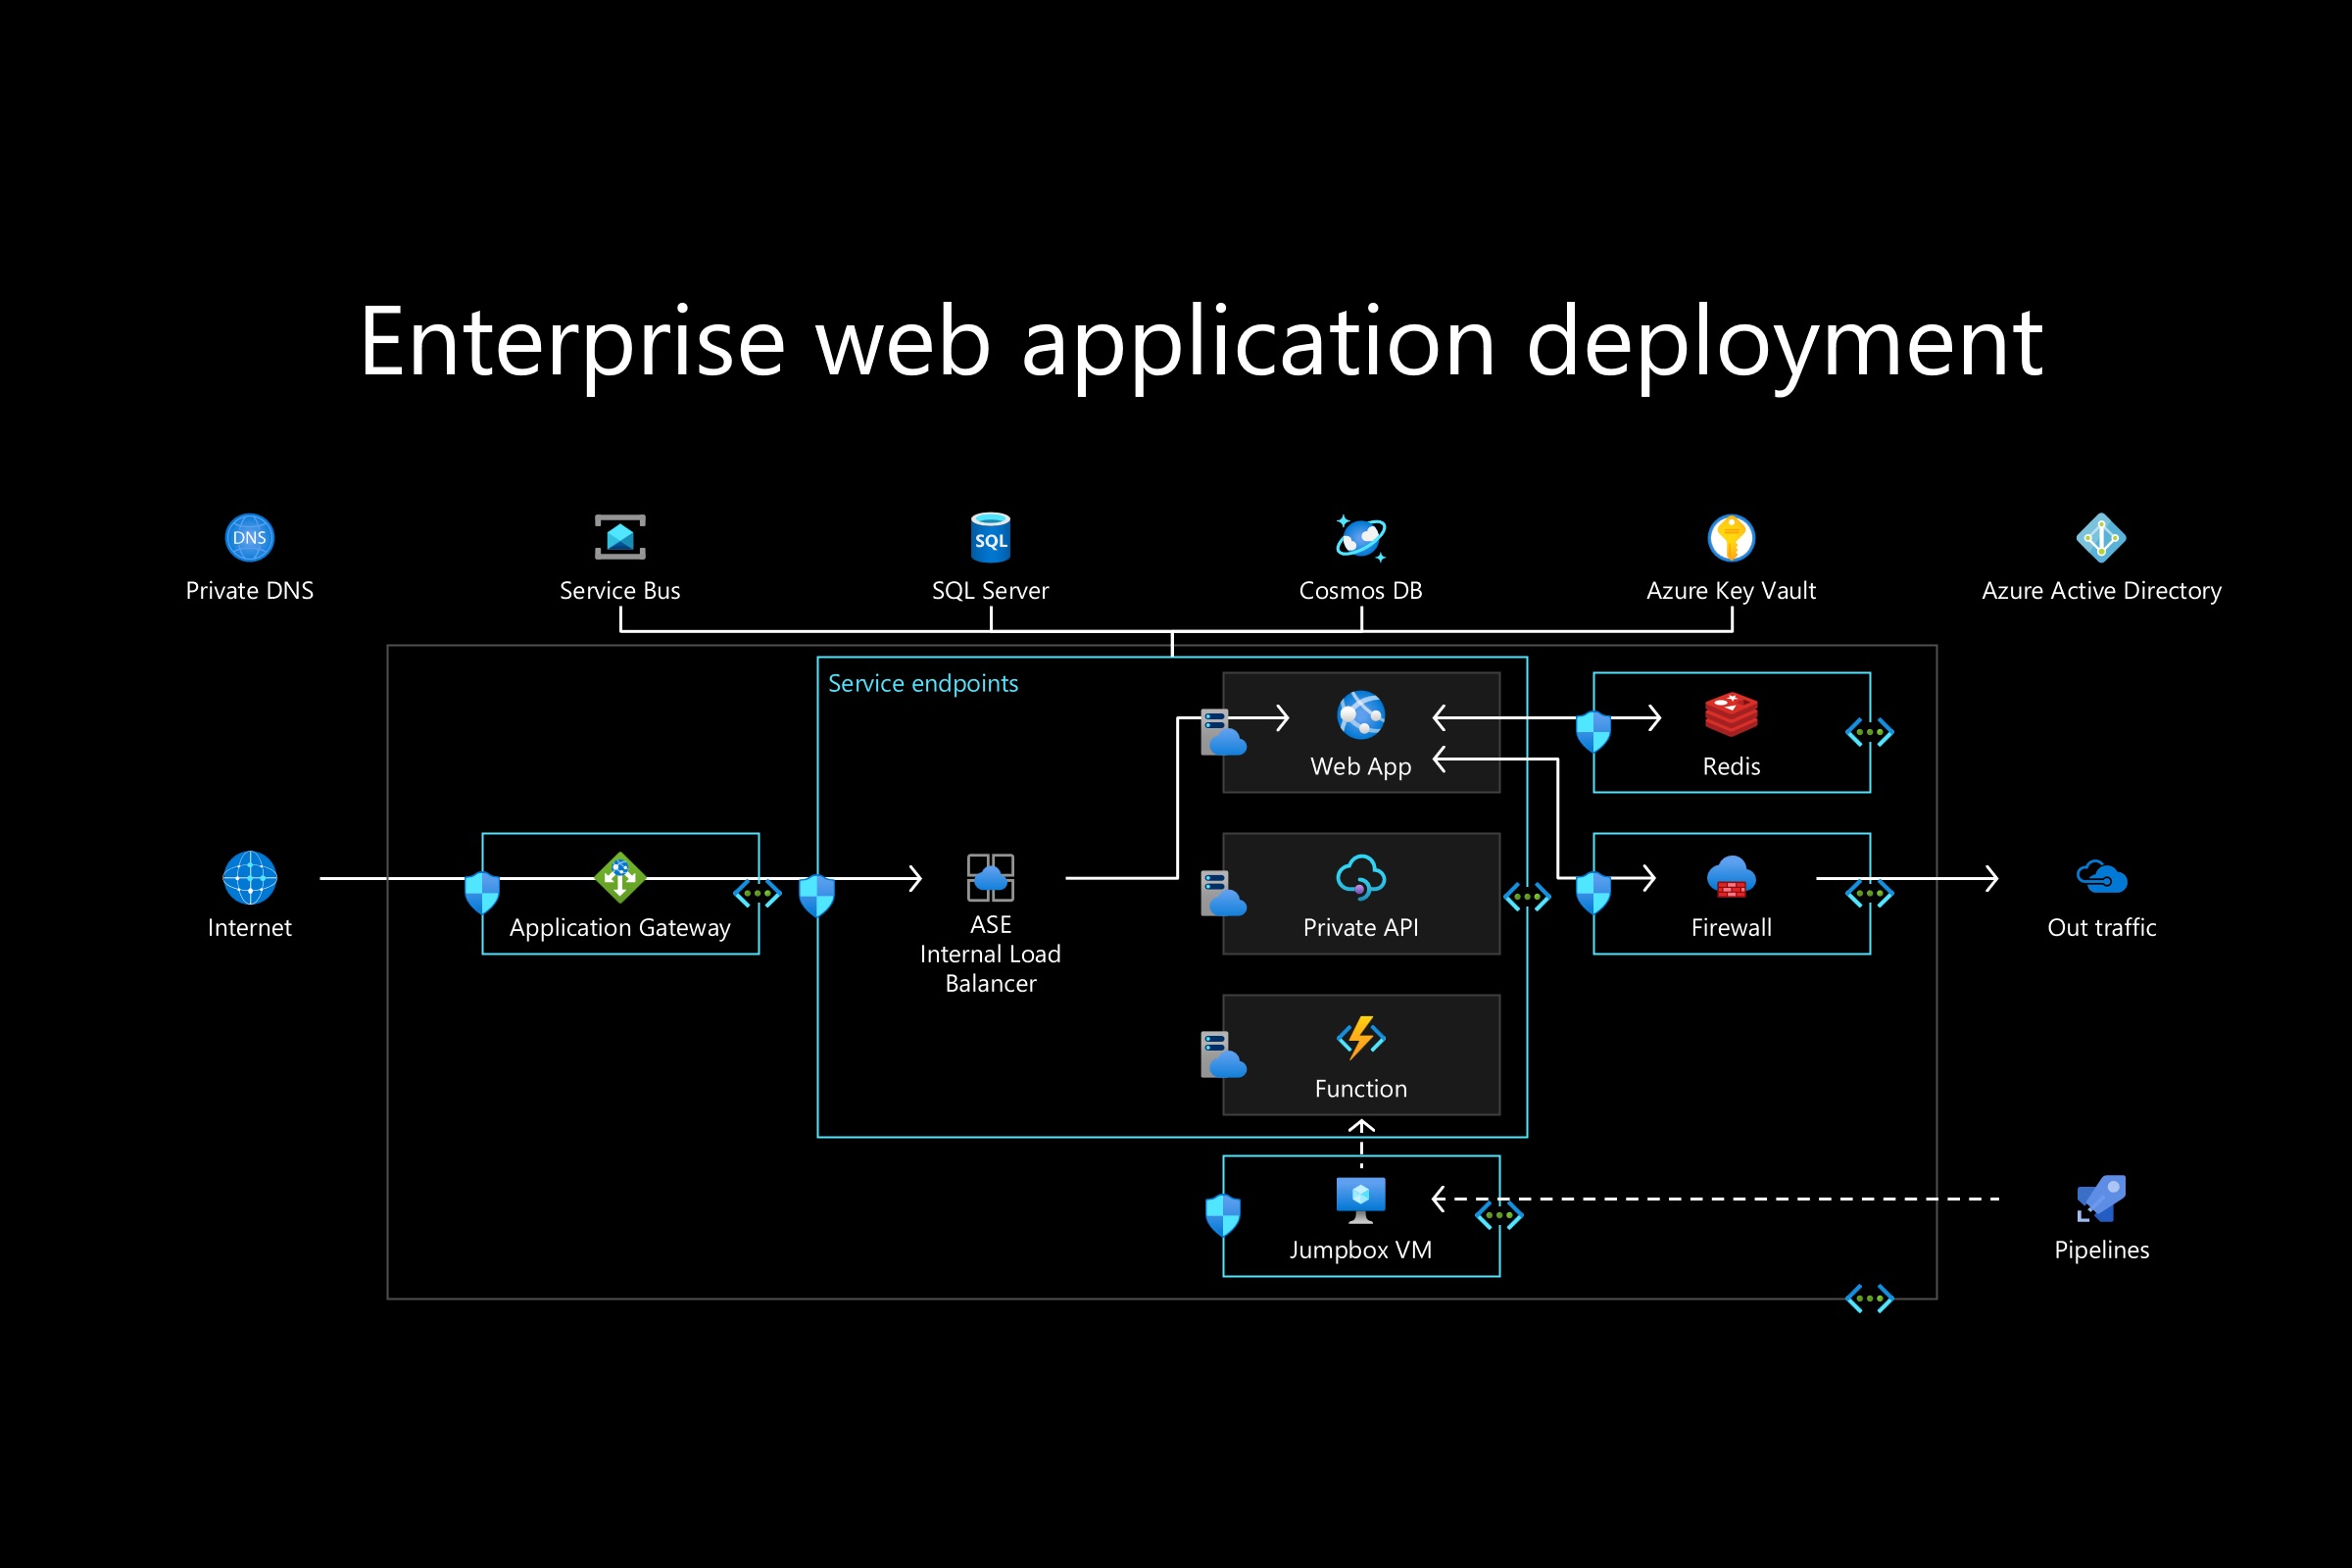 Enterprise web application deployment
DNS
SQL
Private DNS
Service Bus
SQL Server
Cosmos DB
Azure Key Vault
Azure Active Directory
Service endpoints
Web App
Redis
Internet
Application Gateway
ASE
Internal Load
Balancer
Private API
Firewall
Out traffic
Function
Jumpbox VM
Pipelines